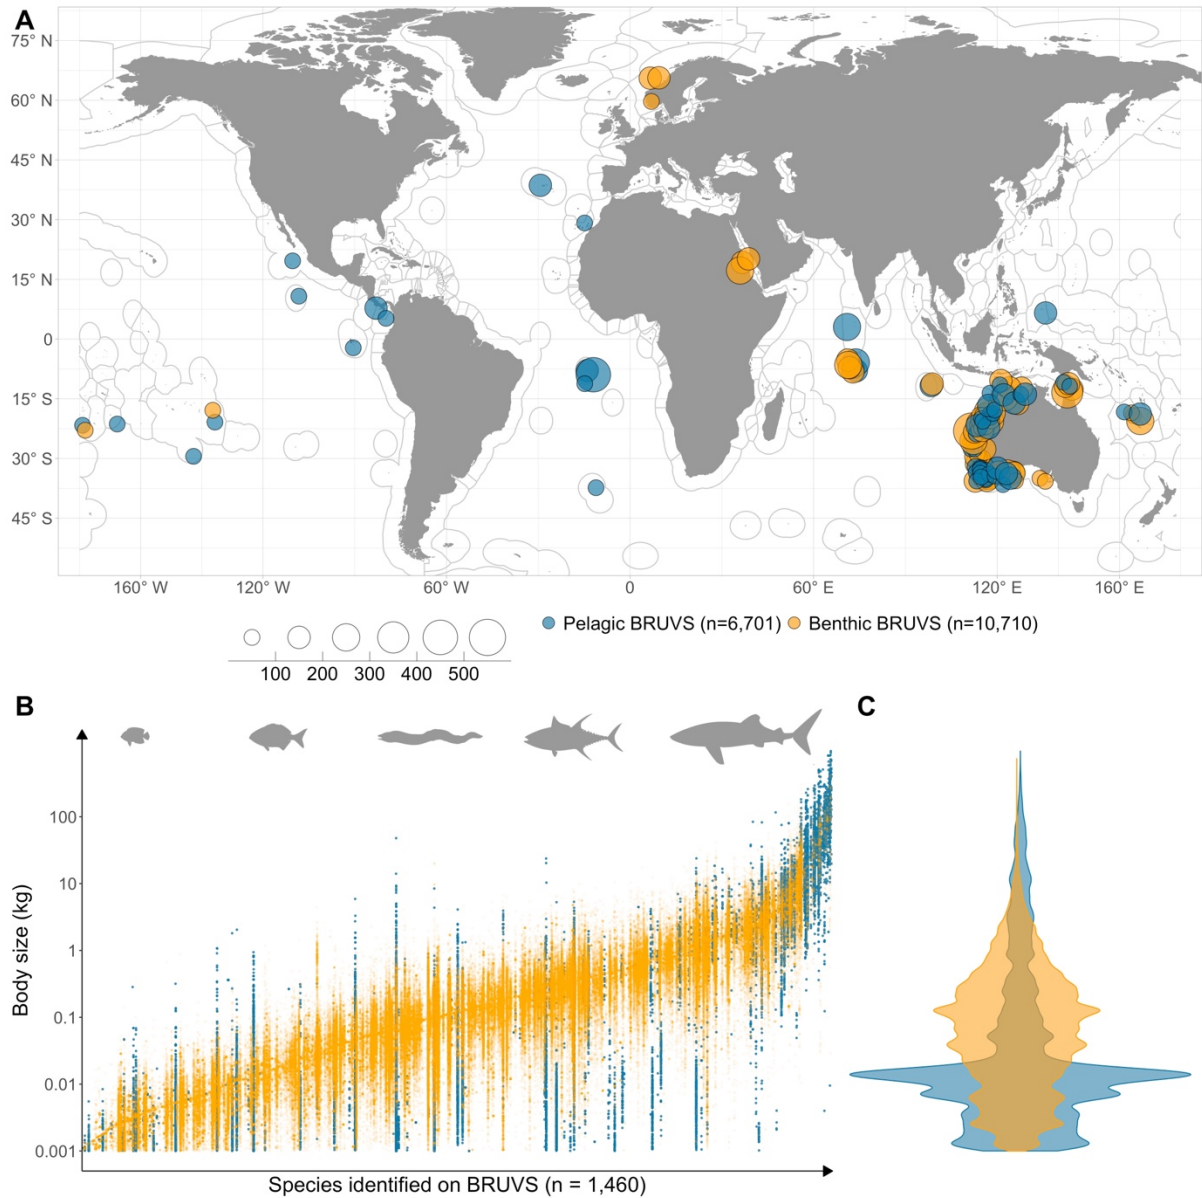 A
75° N
60° N
45° N
30° N
15° N
0
15° S
30° S
45° S
160° W 120° W 60° W 0 60° E 120° E 160° E
Pelagic BRUVS (n=6,701) Benthic BRUVS (n=10,710)
100 200 300 400 500
B C
100
10
1
0.1
0.01
0.001
Body size (kg)
Species identified on BRUVS (n = 1,460)